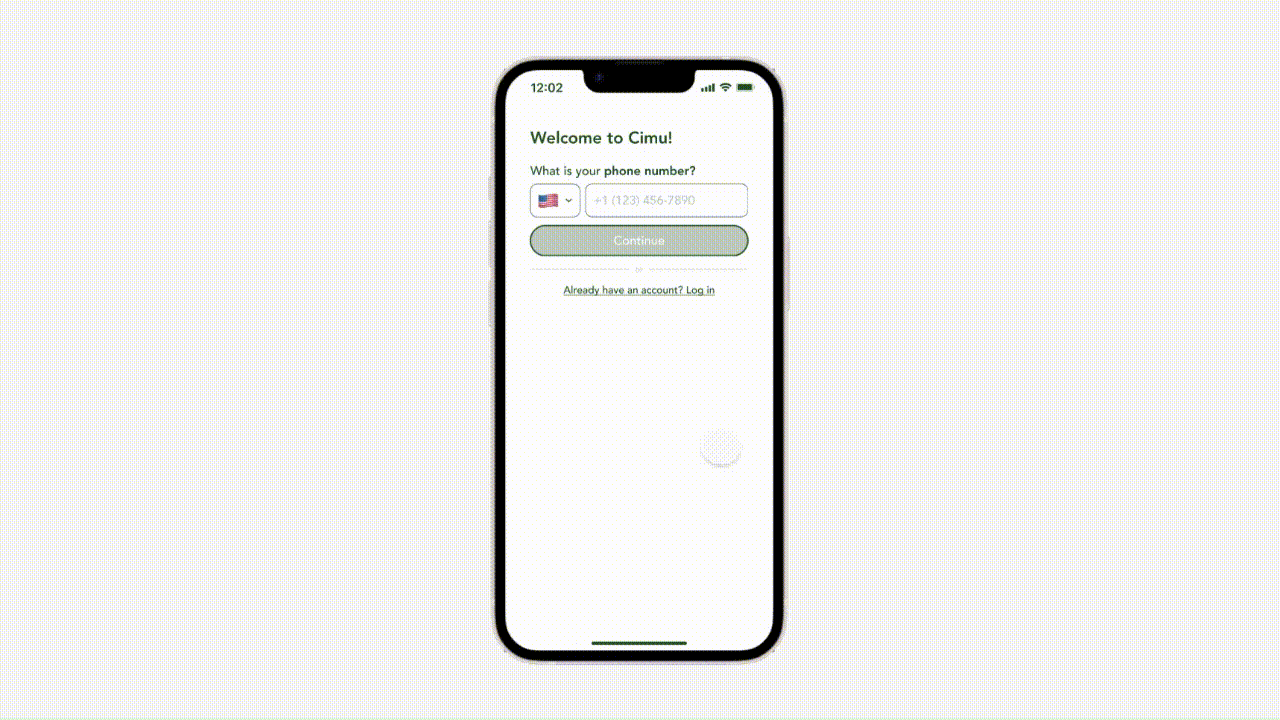 12:02
Welcome to Cimu!
What is your phone number?
+1 (123) 456-7890
Continue
or
Already have an account? Log in